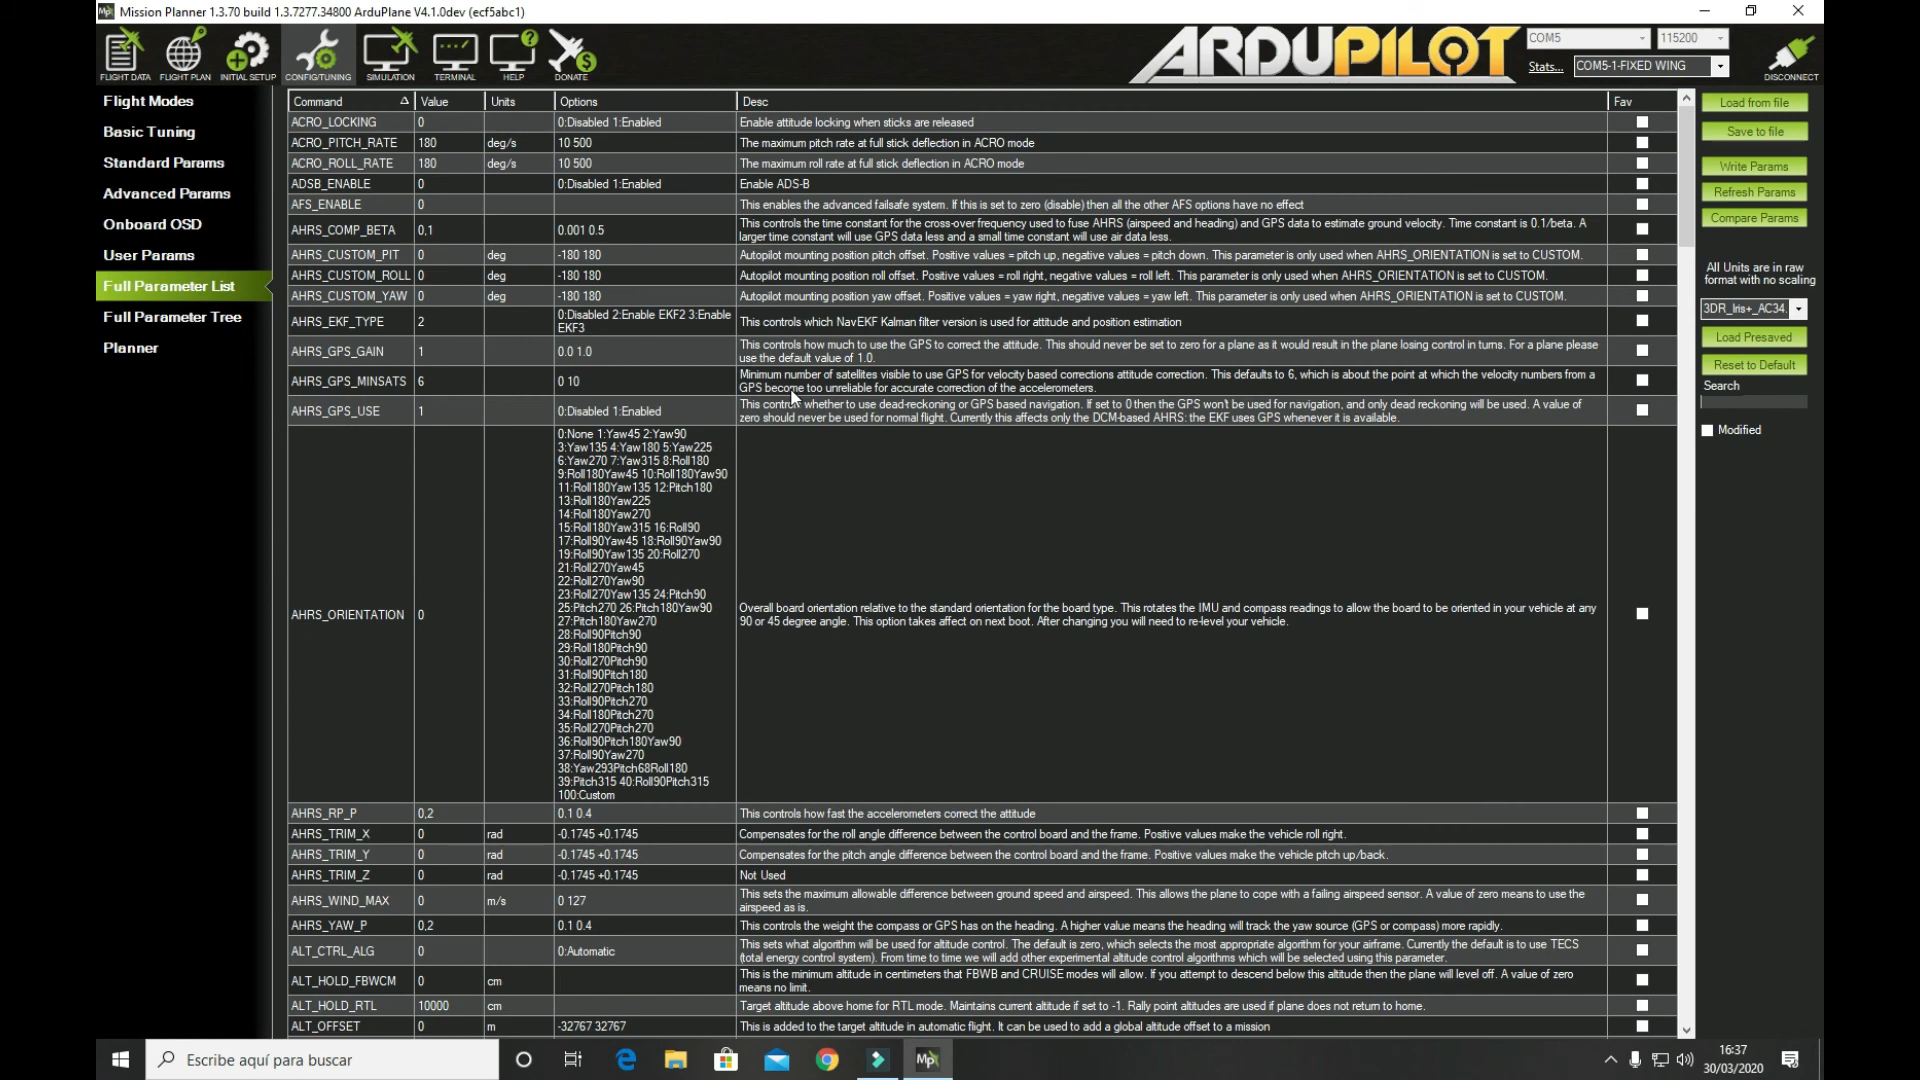 Mission Planner 1.3.70 build 1.3.7277.34800 ArduPlane V4.1.0dev (ecf5abc1)
FLIGHT DATA FLIGHT PLAN INITIAL SETUP CONFIG/TUNING SIMULATION TERMINAL HELP DONATE
ARDUPILOT
COM5 115200
Stats... COM5-1-FIXED WING
DISCONNECT
Flight Modes
Basic Tuning
Standard Params
Advanced Params
Onboard OSD
User Params
Full Parameter List
Full Parameter Tree
Planner
Command Value Units Options Desc Fav
ACRO_LOCKING 0 0:Disabled 1:Enabled Enable attitude locking when sticks are released
ACRO_PITCH_RATE 180 deg/s 10 500 The maximum pitch rate at full stick deflection in ACRO mode
ACRO_ROLL_RATE 180 deg/s 10 500 The maximum roll rate at full stick deflection in ACRO mode
ADSB_ENABLE 0 0:Disabled 1:Enabled Enable ADS-B
AFS_ENABLE 0 This enables the advanced failsafe system. If this is set to zero (disable) then all the other AFS options have no effect
AHRS_COMP_BETA 0,1 0.001 0.5 This controls the time constant for the cross-over frequency used to fuse AHRS (airspeed and heading) and GPS data to estimate ground velocity. Time constant is 0.1/beta. A
larger time constant will use GPS data less and a small time constant will use air data less.
AHRS_CUSTOM_PIT 0 deg -180 180 Autopilot mounting position pitch offset. Positive values = pitch up, negative values = pitch down. This parameter is only used when AHRS_ORIENTATION is set to CUSTOM.
AHRS_CUSTOM_ROLL 0 deg -180 180 Autopilot mounting position roll offset. Positive values = roll right, negative values = roll left. This parameter is only used when AHRS_ORIENTATION is set to CUSTOM.
AHRS_CUSTOM_YAW 0 deg -180 180 Autopilot mounting position yaw offset. Positive values = yaw right, negative values = yaw left. This parameter is only used when AHRS_ORIENTATION is set to CUSTOM.
AHRS_EKF_TYPE 2 0:Disabled 2:Enable EKF2 3:Enable
EKF3 This controls which NavEKF Kalman filter version is used for attitude and position estimation
AHRS_GPS_GAIN 1 0.0 1.0 This controls how much to use the GPS to correct the attitude. This should never be set to zero for a plane as it would result in the plane losing control in turns. For a plane please
use the default value of 1.0.
AHRS_GPS_MINSATS 6 0 10 Minimum number of satellites visible to use GPS for velocity based corrections attitude correction. This defaults to 6, which is about the point at which the velocity numbers from a
GPS become too unreliable for accurate correction of the accelerometers.
AHRS_GPS_USE 1 0:Disabled 1:Enabled This controls whether to use dead-reckoning or GPS based navigation. If set to 0 then the GPS won't be used for navigation, and only dead reckoning will be used. A value of
zero should never be used for normal flight. Currently this affects only the DCM-based AHRS: the EKF uses GPS whenever it is available.
0:None 1:Yaw45 2:Yaw90
3:Yaw135 4:Yaw180 5:Yaw225
6:Yaw270 7:Yaw315 8:Roll180
9:Roll180Yaw45 10:Roll180Yaw90
11:Roll180Yaw135 12:Pitch180
13:Roll180Yaw225
14:Roll180Yaw270
15:Roll180Yaw315 16:Roll90
17:Roll90Yaw45 18:Roll90Yaw90
19:Roll90Yaw135 20:Roll270
21:Roll270Yaw45
22:Roll270Yaw90
23:Roll270Yaw135 24:Pitch90
25:Pitch270 26:Pitch180Yaw90
27:Pitch180Yaw270
28:Roll90Pitch90
29:Roll180Pitch90
30:Roll270Pitch90
31:Roll90Pitch180
32:Roll270Pitch180
33:Roll90Pitch270
34:Roll180Pitch270
35:Roll270Pitch270
36:Roll90Pitch180Yaw90
37:Roll90Yaw270
38:Yaw293Pitch68Roll180
39:Pitch315 40:Roll90Pitch315
100:Custom
AHRS_ORIENTATION 0 Overall board orientation relative to the standard orientation for the board type. This rotates the IMU and compass readings to allow the board to be oriented in your vehicle at any
90 or 45 degree angle. This option takes affect on next boot. After changing you will need to re-level your vehicle.
AHRS_RP_P 0,2 0.1 0.4 This controls how fast the accelerometers correct the attitude
AHRS_TRIM_X 0 rad -0.1745 +0.1745 Compensates for the roll angle difference between the control board and the frame. Positive values make the vehicle roll right.
AHRS_TRIM_Y 0 rad -0.1745 +0.1745 Compensates for the pitch angle difference between the control board and the frame. Positive values make the vehicle pitch up/back.
AHRS_TRIM_Z 0 rad -0.1745 +0.1745 Not Used
AHRS_WIND_MAX 0 m/s 0 127 This sets the maximum allowable difference between ground speed and airspeed. This allows the plane to cope with a failing airspeed sensor. A value of zero means to use the
airspeed as is.
AHRS_YAW_P 0,2 0.1 0.4 This controls the weight the compass or GPS has on the heading. A higher value means the heading will track the yaw source (GPS or compass) more rapidly.
ALT_CTRL_ALG 0 0:Automatic This sets what algorithm will be used for altitude control. The default is zero, which selects the most appropriate algorithm for your airframe. Currently the default is to use TECS
(total energy control system). From time to time we will add other experimental altitude control algorithms which will be selected using this parameter.
ALT_HOLD_FBWCM 0 cm This is the minimum altitude in centimeters that FBWB and CRUISE modes will allow. If you attempt to descend below this altitude then the plane will level off. A value of zero
means no limit.
ALT_HOLD_RTL 10000 cm Target altitude above home for RTL mode. Maintains current altitude if set to -1. Rally point altitudes are used if plane does not return to home.
ALT_OFFSET 0 m -32767 32767 This is added to the target altitude in automatic flight. It can be used to add a global altitude offset to a mission
Load from file
Save to file
Write Params
Refresh Params
Compare Params
All Units are in raw
format with no scaling
3DR_Iris+_AC34.
Load Presaved
Reset to Default
Search
Modified
Escribe aquí para buscar
16:37
30/03/2020